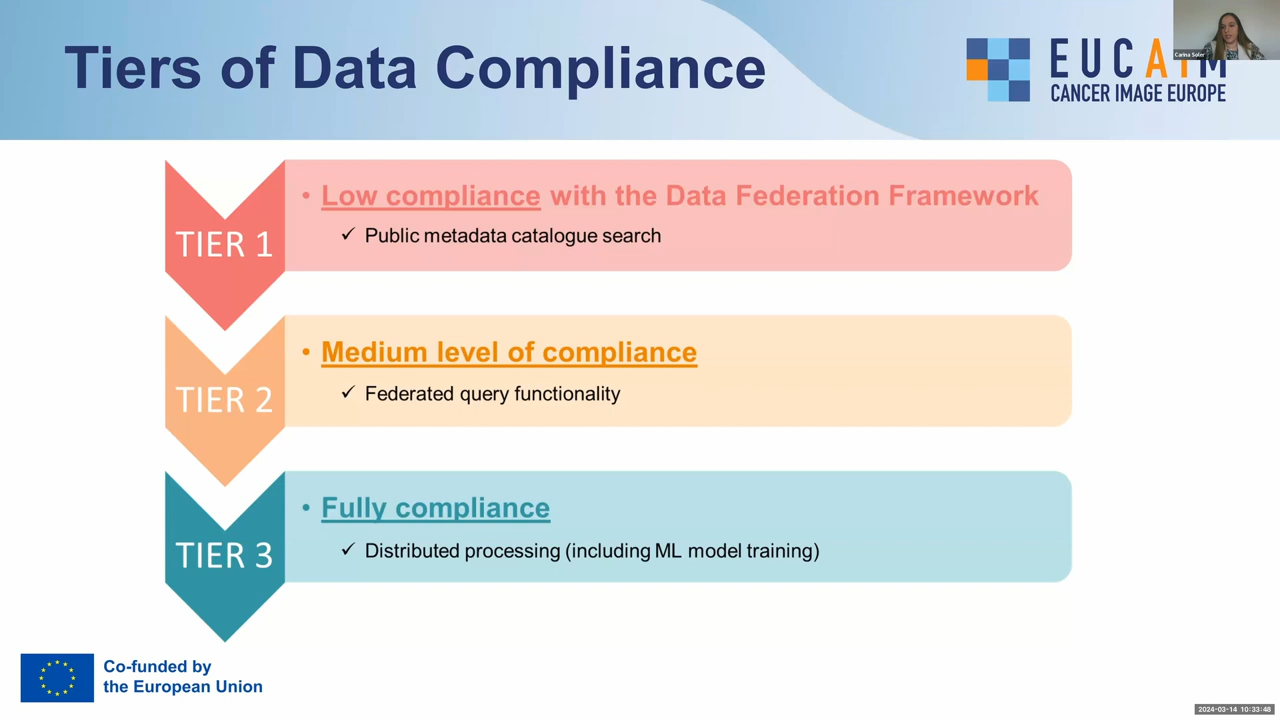 Tiers of Data Compliance
EUCAIM
CANCER IMAGE EUROPE
Carina Soler
TIER 1
• Low compliance with the Data Federation Framework
✓ Public metadata catalogue search
TIER 2
• Medium level of compliance
✓ Federated query functionality
TIER 3
• Fully compliance
✓ Distributed processing (including ML model training)
Co-funded by
the European Union
2024-03-14 10:33:48